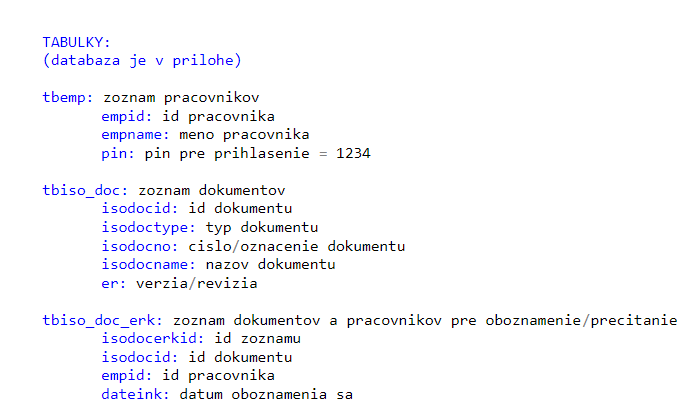 TABULKY:
(databaza je v prilohe)
tbemp: zoznam pracovnikov
empid: id pracovnika
empname: meno pracovnika
pin: pin pre prihlasenie = 1234
tbiso_doc: zoznam dokumentov
isodocid: id dokumentu
isodoctype: typ dokumentu
isodocno: cislo/oznacenie dokumentu
isodocname: nazov dokumentu
er: verzia/revizia
tbiso_doc_erk: zoznam dokumentov a pracovnikov pre oboznamenie/precitanie
isodocerkid: id zoznamu
isodocid: id dokumentu
empid: id pracovnika
dateink: datum oboznamenia sa